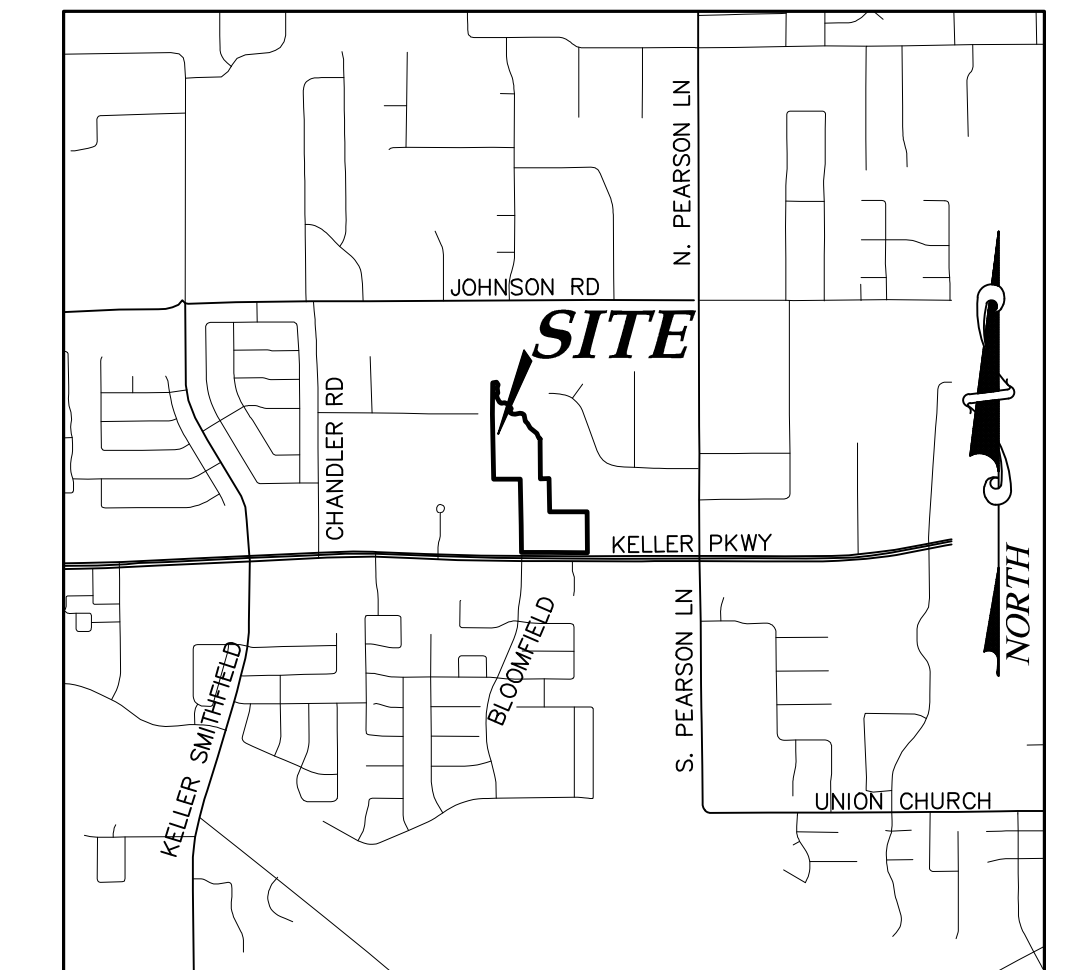 N. PEARSON LN
JOHNSON RD
SITE
CHANDLER RD
KELLER PKWY
NORTH
S. PEARSON LN
BLOOMFIELD
KELLER SMITHFIELD
UNION CHURCH